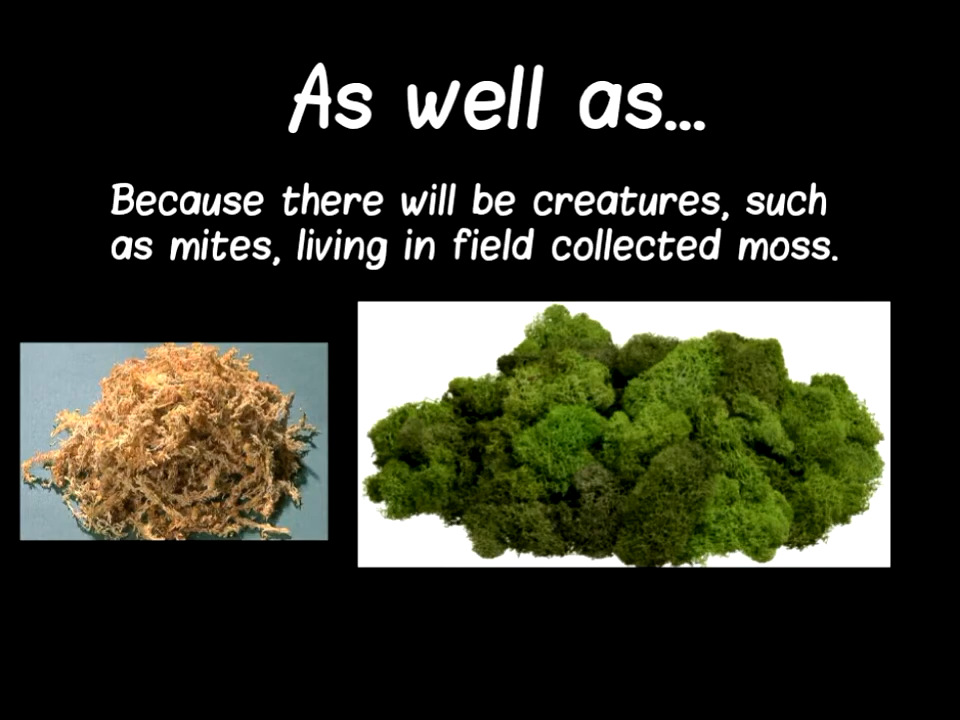 As well as...
Because there will be creatures, such
as mites, living in field collected moss.